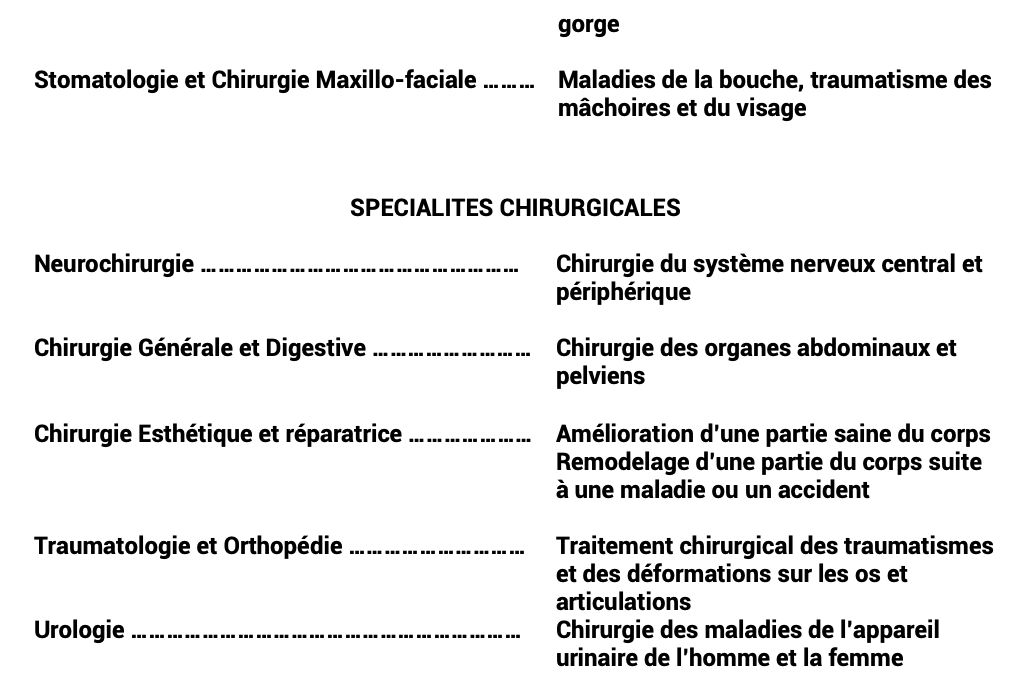 gorge
Stomatologie et Chirurgie Maxillo-faciale ……… Maladies de la bouche, traumatisme des
mâchoires et du visage
SPECIALITES CHIRURGICALES
Neurochirurgie ……………………………………………… Chirurgie du système nerveux central et
périphérique
Chirurgie Générale et Digestive ……………………… Chirurgie des organes abdominaux et
pelviens
Chirurgie Esthétique et réparatrice ………………… Amélioration d'une partie saine du corps
Remodelage d'une partie du corps suite
à une maladie ou un accident
Traumatologie et Orthopédie ………………………… Traitement chirurgical des traumatismes
et des déformations sur les os et
articulations
Urologie ………………………………………………………… Chirurgie des maladies de l'appareil
urinaire de l'homme et la femme